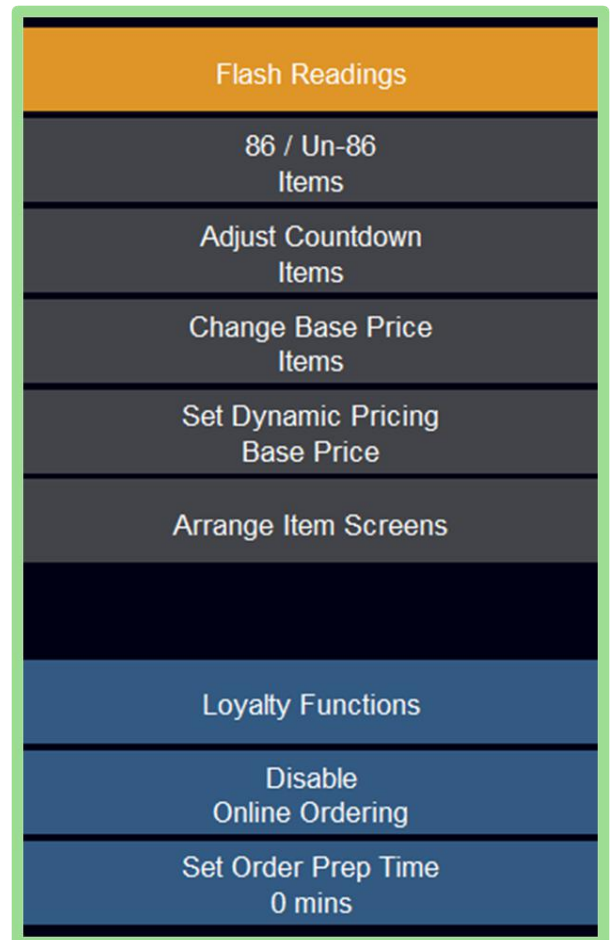 Flash Readings
86 / Un-86
Items
Adjust Countdown
Items
Change Base Price
Items
Set Dynamic Pricing
Base Price
Arrange Item Screens
Loyalty Functions
Disable
Online Ordering
Set Order Prep Time
0 mins